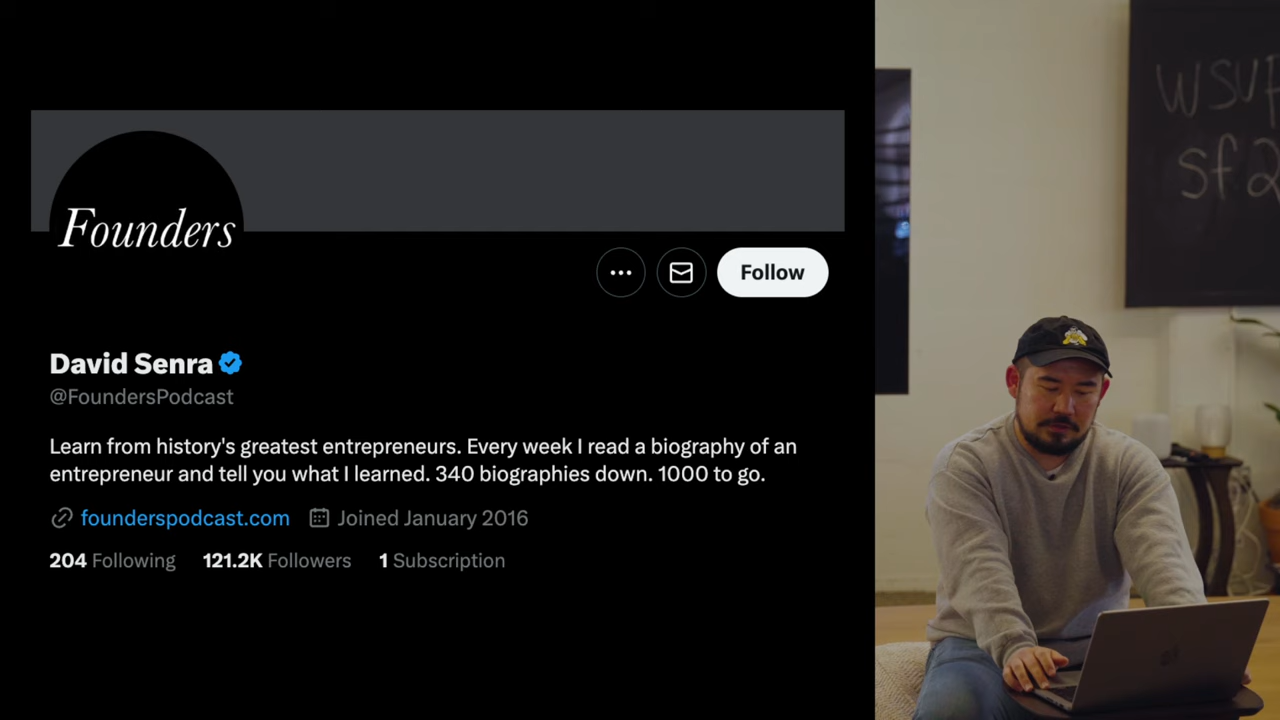 Founders
Follow
David Senra
@FoundersPodcast
Learn from history's greatest entrepreneurs. Every week I read a biography of an
entrepreneur and tell you what I learned. 340 biographies down. 1000 to go.
founderspodcast.com Joined January 2016
204 Following 121.2K Followers 1 Subscription
sf